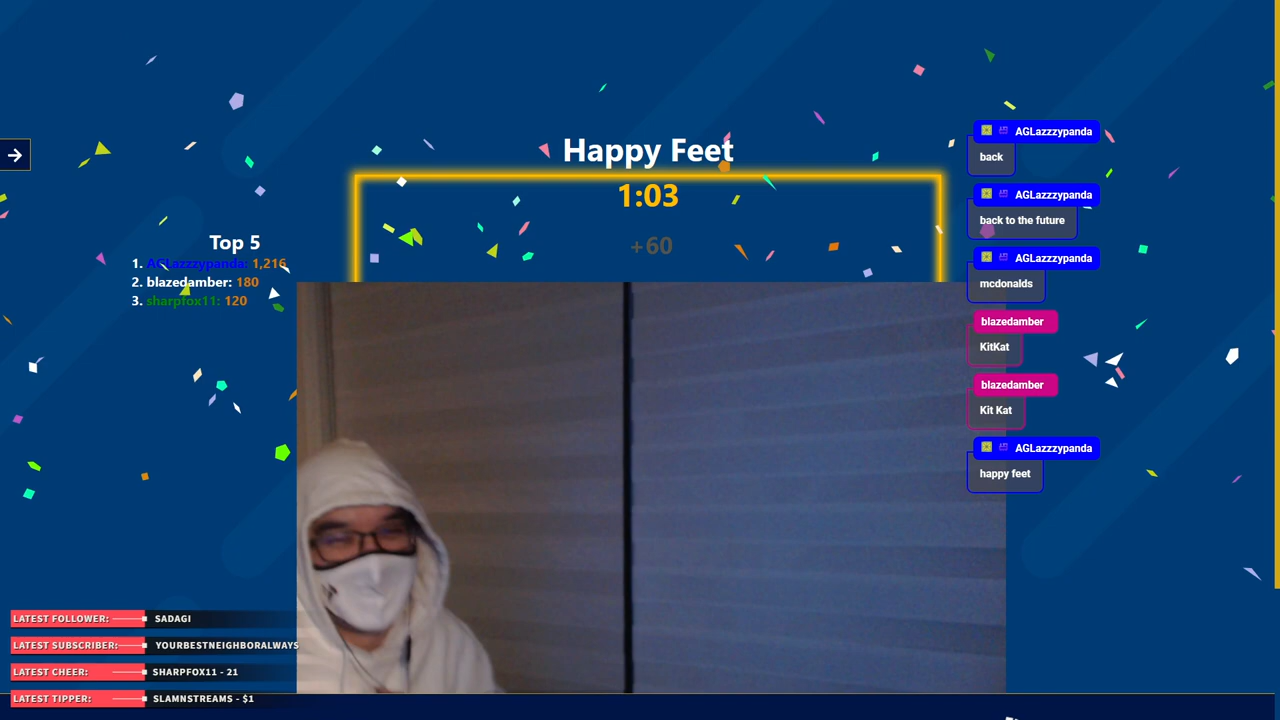 Happy Feet
1:03
+60
Top 5
1. AGLazzzypanda: 1,216
2. blazedamber: 180
3. sharpfox11: 120
AGLazzzypanda
back
AGLazzzypanda
back to the future
AGLazzzypanda
mcdonalds
blazedamber
KitKat
blazedamber
Kit Kat
AGLazzzypanda
happy feet
LATEST FOLLOWER: SADAGI
LATEST SUBSCRIBER: YOURBESTNEIGHBORALWAYS
LATEST CHEER: SHARPFOX11 - 21
LATEST TIPPER: SLAMNSTREAMS - $1